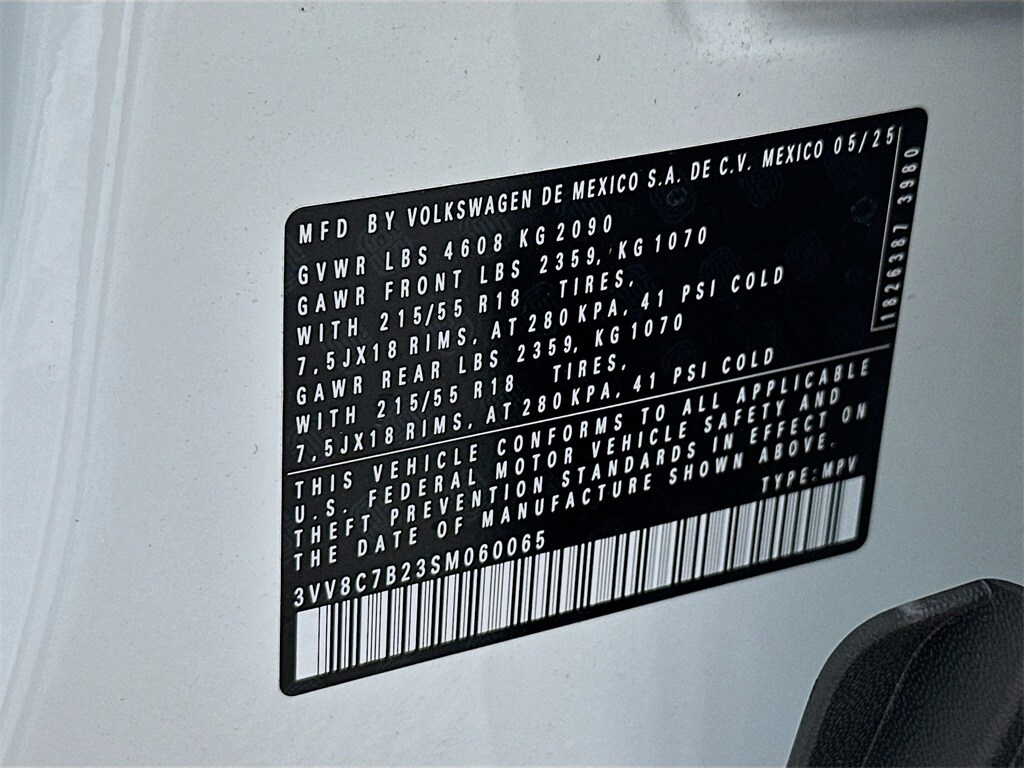 MFD BY VOLKSWAGEN DE MEXICO S.A. DE C.V. MEXICO 05/25
GVWR LBS 4608 KG 2090
GAWR FRONT LBS 2359, KG 1070
WITH 215/55 R18 TIRES,
7,5JX18 RIMS, AT 280 KPA, 41 PSI COLD
GAWR REAR LBS 2359, KG 1070
WITH 215/55 R18 TIRES,
7,5JX18 RIMS, AT 280 KPA, 41 PSI COLD
1826387 3980
THIS VEHICLE CONFORMS TO ALL APPLICABLE
U.S. FEDERAL MOTOR VEHICLE SAFETY AND
THEFT PREVENTION STANDARDS IN EFFECT ON
THE DATE OF MANUFACTURE SHOWN ABOVE.
3VV8C7B23SM060065 TYPE:MPV